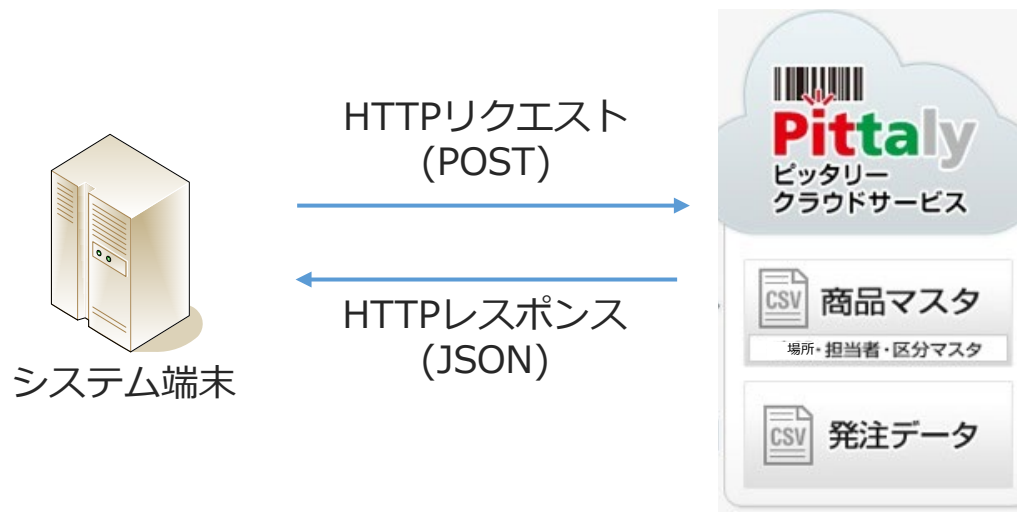 HTTPリクエスト
(POST)
HTTPレスポンス
(JSON)
システム端末
Pittaly
ピッタリー
クラウドサービス
CSV 商品マスタ
場所・担当者・区分マスタ
CSV 発注データ